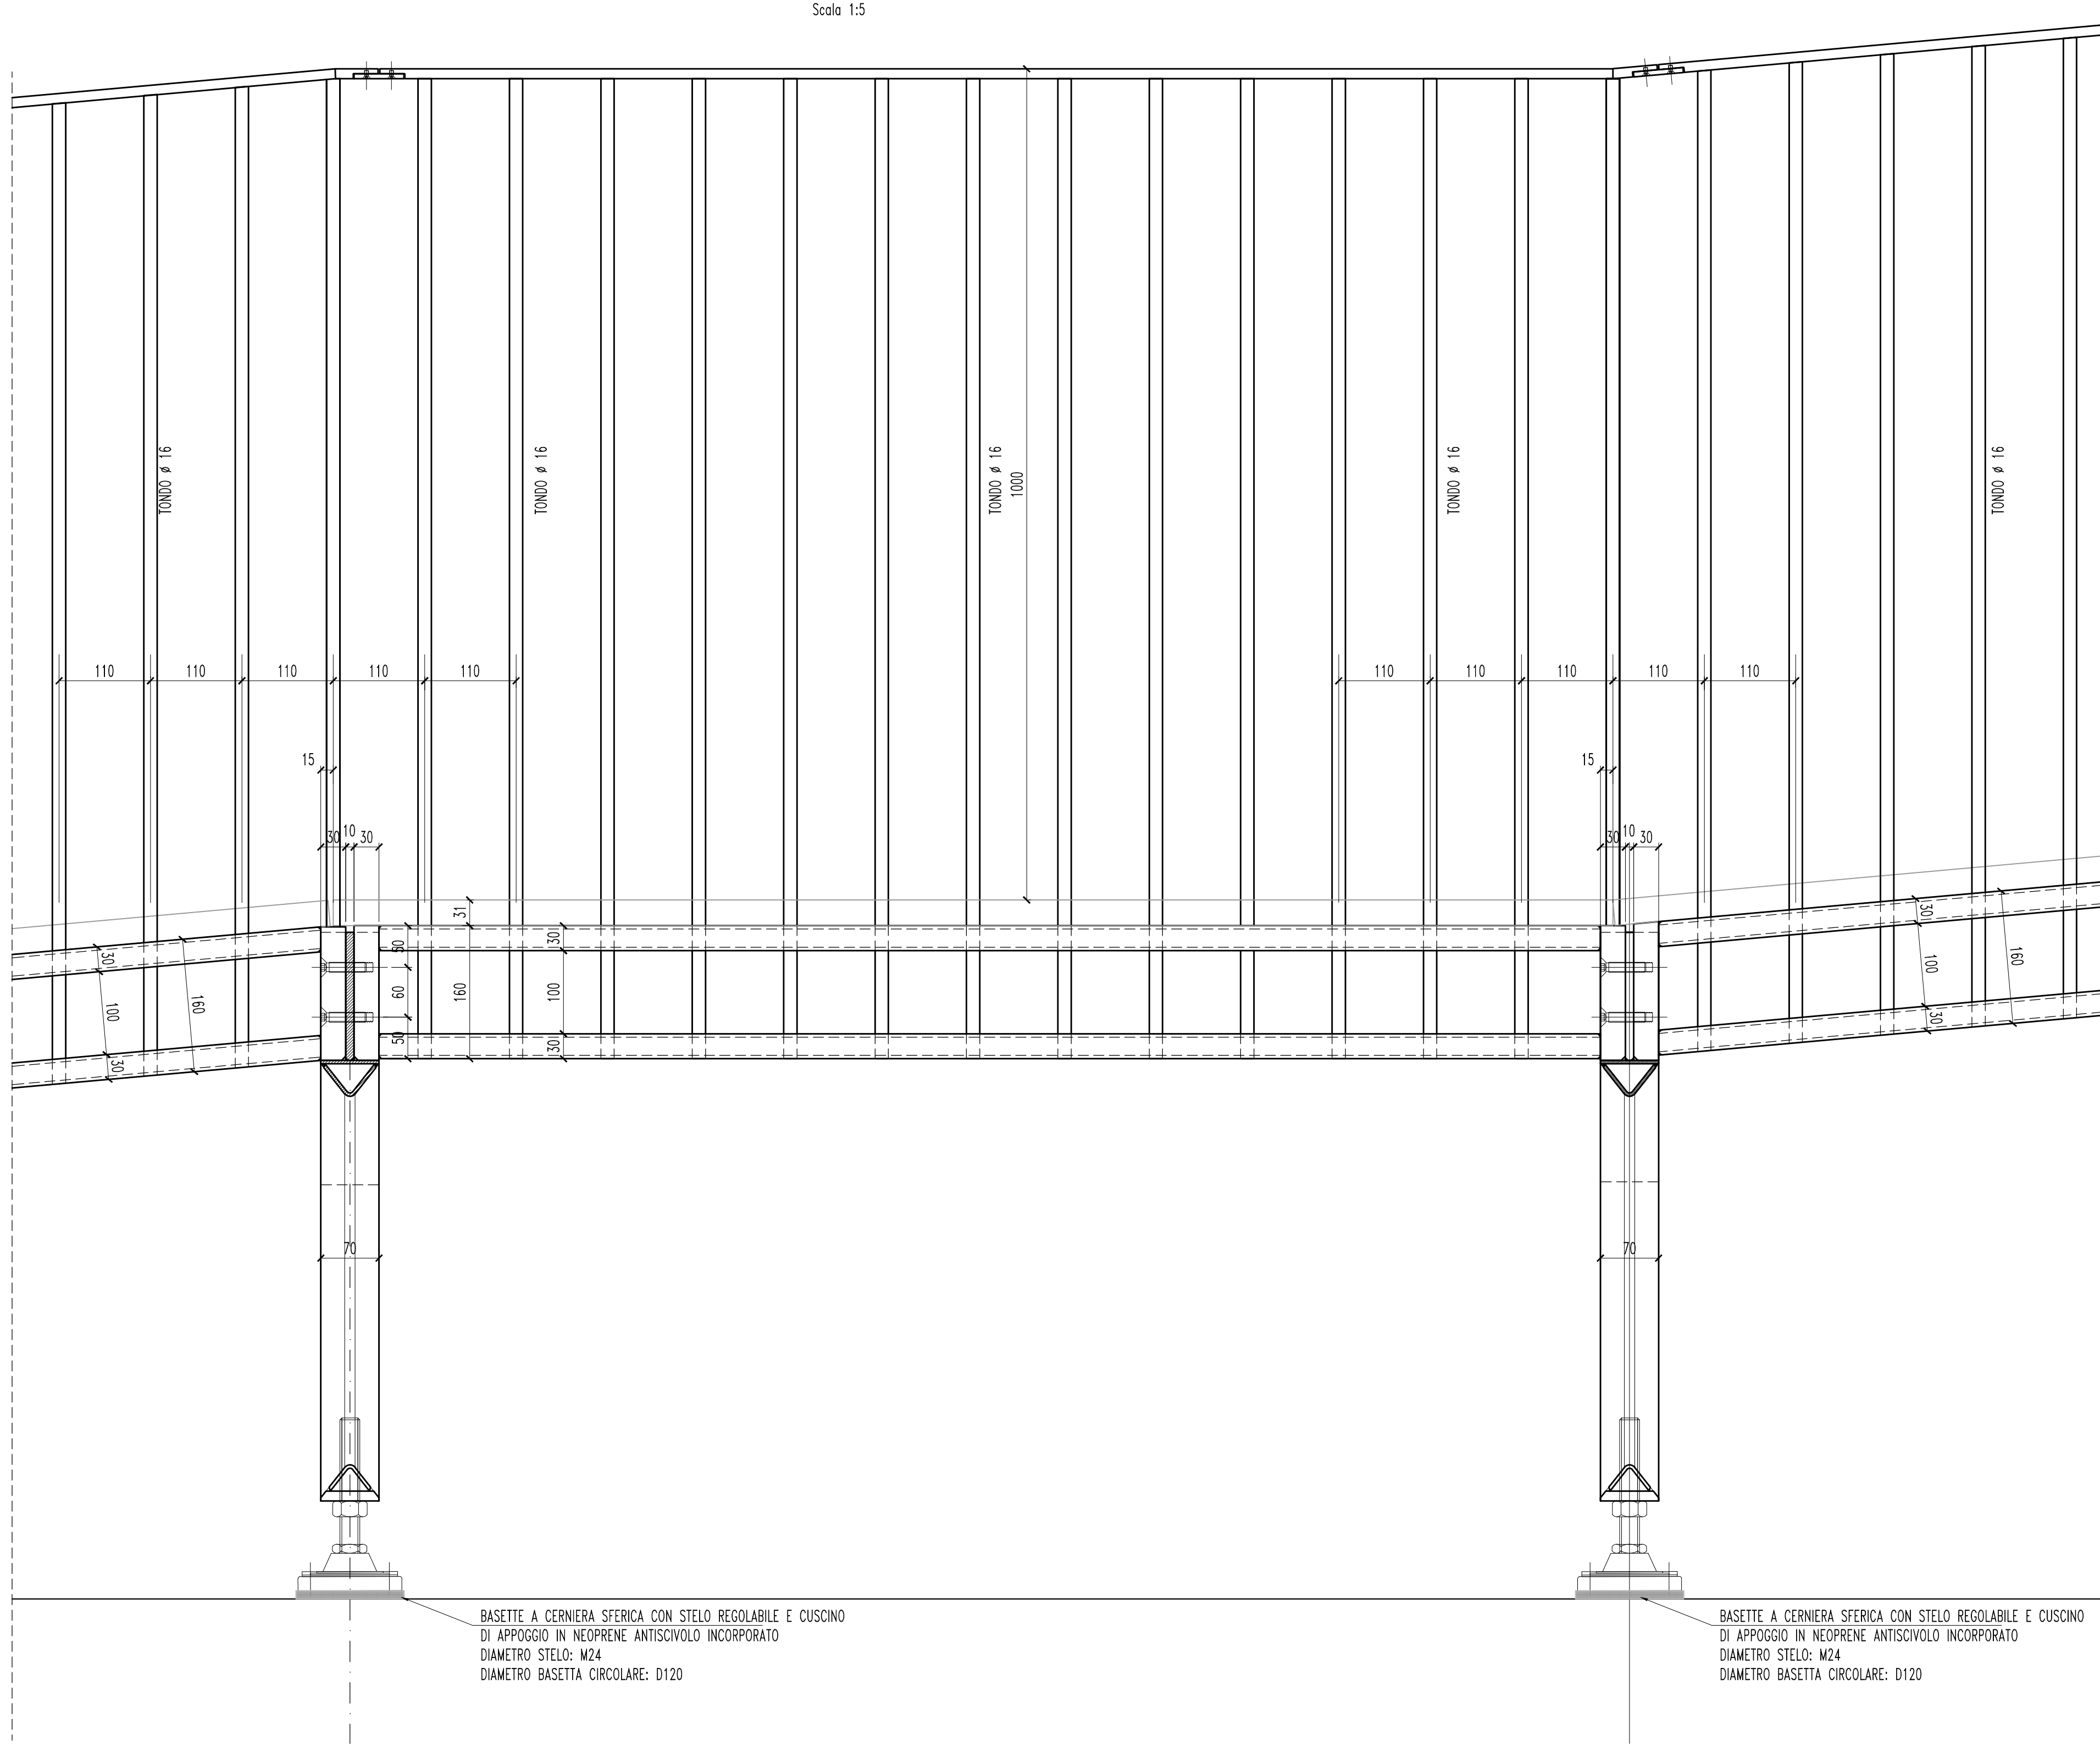 Scala 1:5
TONDO ø 16
TONDO ø 16
TONDO ø 16
1000
TONDO ø 16
TONDO ø 16
110
110
110
110
110
110
110
110
110
110
15
15
30
10
30
30
10
30
31
50
60
50
160
30
100
30
30
100
30
160
30
100
30
160
70
70
BASETTE A CERNIERA SFERICA CON STELO REGOLABILE E CUSCINO
DI APPOGGIO IN NEOPRENE ANTISCIVOLO INCORPORATO
DIAMETRO STELO: M24
DIAMETRO BASETTA CIRCOLARE: D120
BASETTE A CERNIERA SFERICA CON STELO REGOLABILE E CUSCINO
DI APPOGGIO IN NEOPRENE ANTISCIVOLO INCORPORATO
DIAMETRO STELO: M24
DIAMETRO BASETTA CIRCOLARE: D120